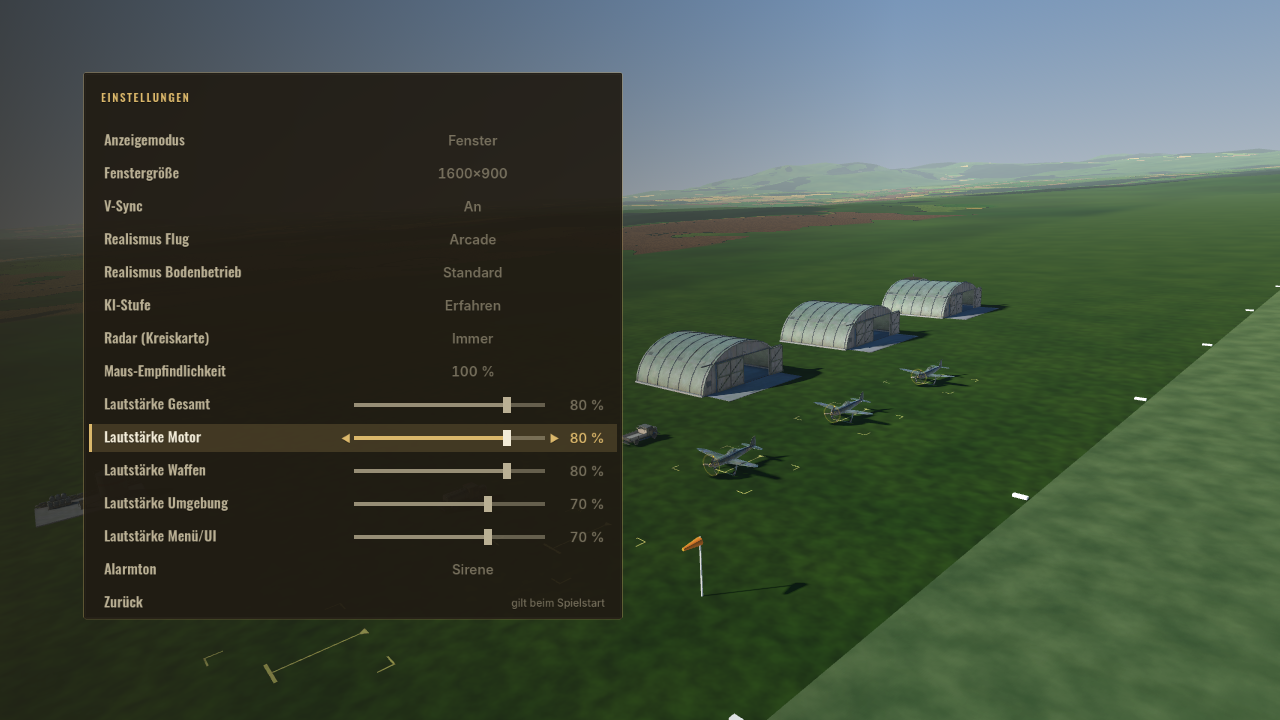 EINSTELLUNGEN
Anzeigemodus Fenster
Fenstergröße 1600×900
V-Sync An
Realismus Flug Arcade
Realismus Bodenbetrieb Standard
KI-Stufe Erfahren
Radar (Kreiskarte) Immer
Maus-Empfindlichkeit 100 %
Lautstärke Gesamt 80 %
Lautstärke Motor 80 %
Lautstärke Waffen 80 %
Lautstärke Umgebung 70 %
Lautstärke Menü/UI 70 %
Alarmton Sirene
Zurück gilt beim Spielstart